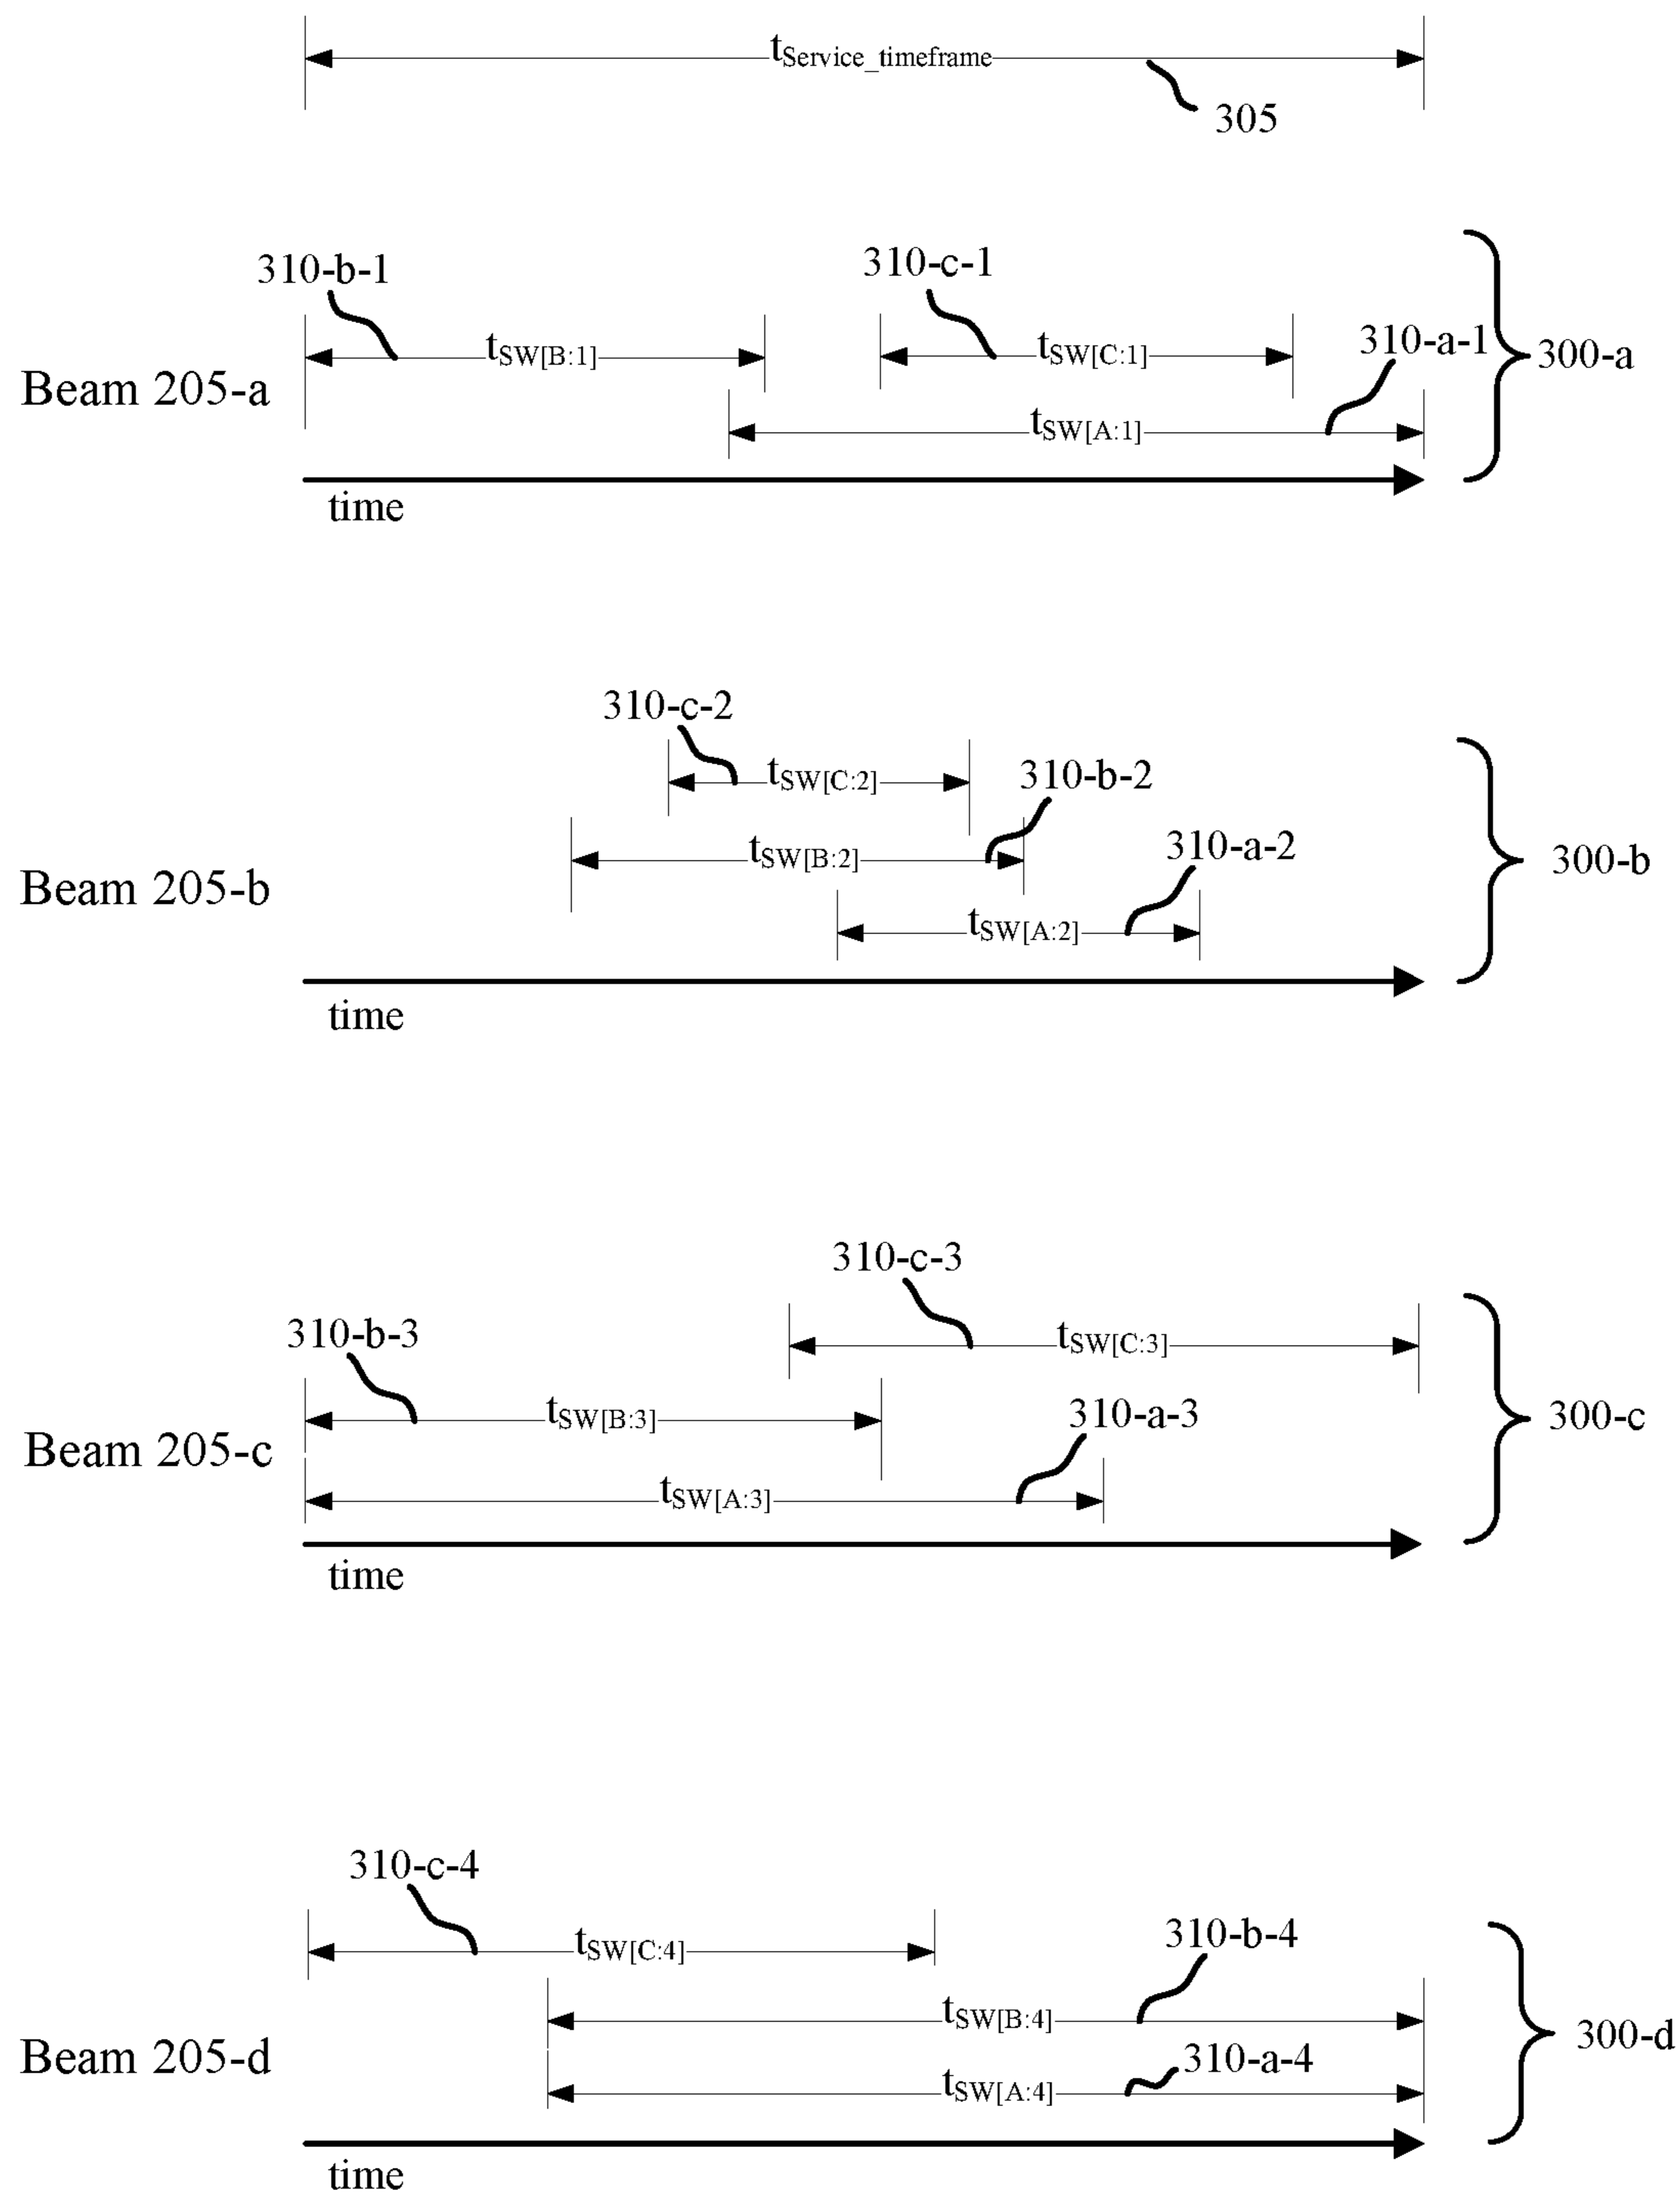 tService_timeframe
305
310-b-1
310-c-1
tSW[B:1]
tSW[C:1]
310-a-1
300-a
Beam 205-a
tSW[A:1]
time
310-c-2
tSW[C:2]
310-b-2
tSW[B:2]
310-a-2
300-b
Beam 205-b
tSW[A:2]
time
310-c-3
310-b-3
tSW[C:3]
tSW[B:3]
310-a-3
300-c
Beam 205-c
tSW[A:3]
time
310-c-4
tSW[C:4]
310-b-4
tSW[B:4]
300-d
Beam 205-d
310-a-4
tSW[A:4]
time